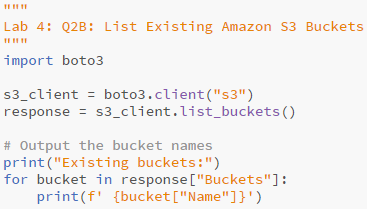 """
Lab 4: Q2B: List Existing Amazon S3 Buckets
"""
import boto3

s3_client = boto3.client("s3")
response = s3_client.list_buckets()

# Output the bucket names
print("Existing buckets:")
for bucket in response["Buckets"]:
    print(f' {bucket["Name"]}')